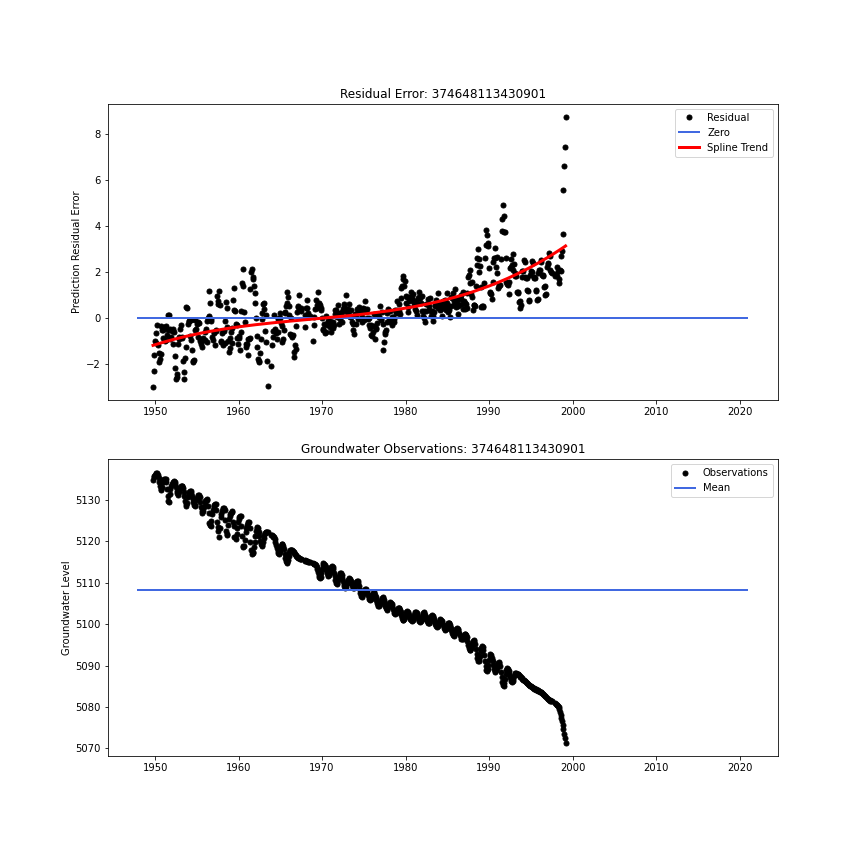 Residual Error: 374648113430901
Prediction Residual Error
8
6
4
2
0
−2
Residual
Zero
Spline Trend
1950 1960 1970 1980 1990 2000 2010 2020
Groundwater Observations: 374648113430901
Groundwater Level
5130
5120
5110
5100
5090
5080
5070
Observations
Mean
1950 1960 1970 1980 1990 2000 2010 2020